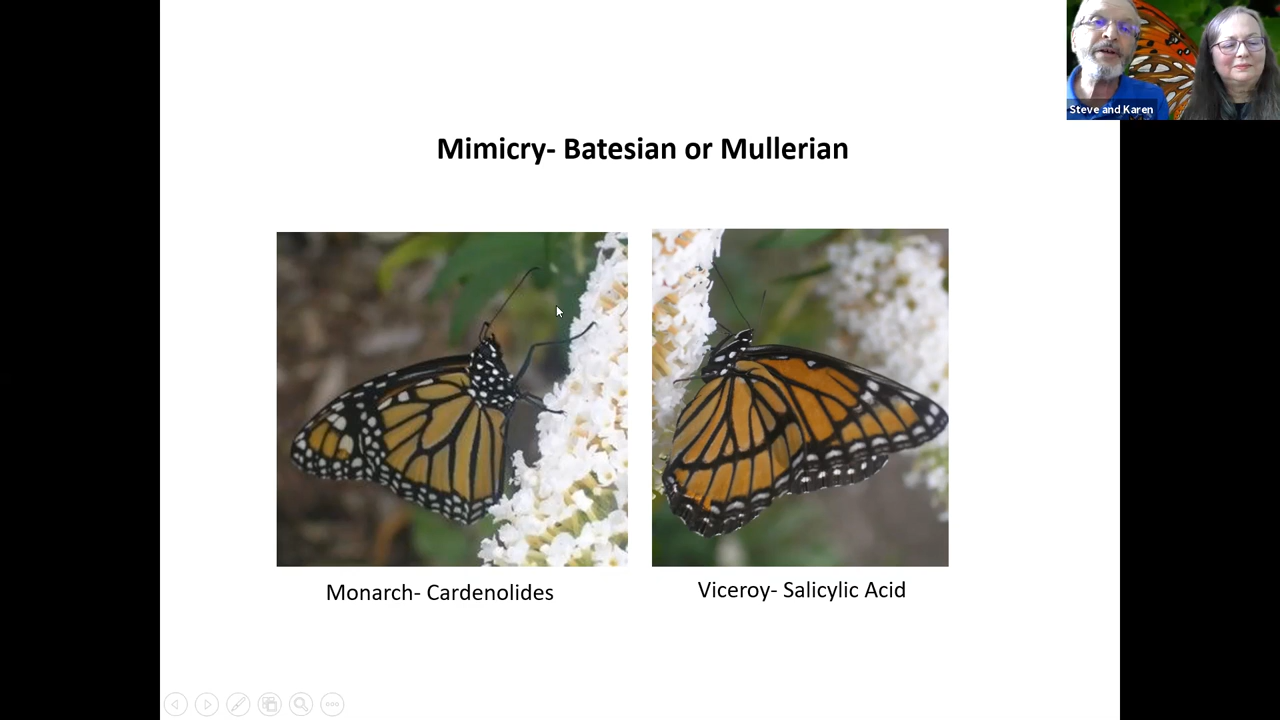 Steve and Karen
Mimicry- Batesian or Mullerian
Monarch- Cardenolides
Viceroy- Salicylic Acid